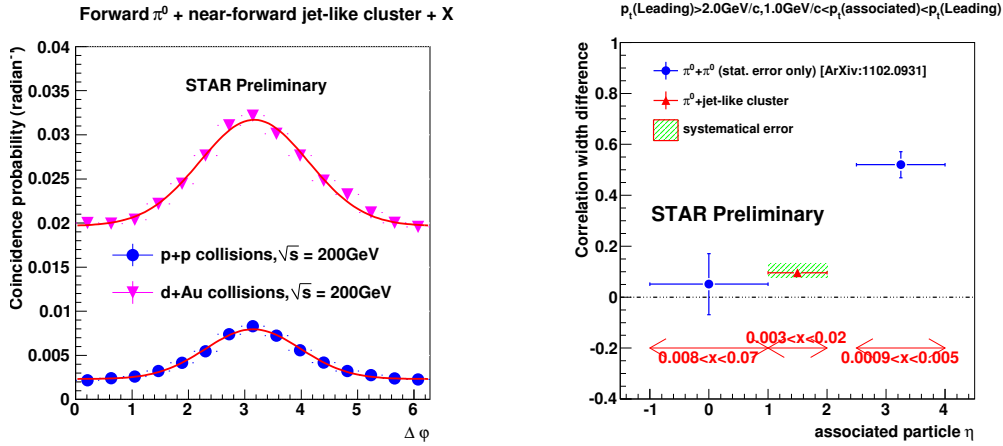 Forward π⁰ + near-forward jet-like cluster + X
Coincidence probability (radian⁻¹)
0.04
0.035
0.03
0.025
0.02
0.015
0.01
0.005
0
STAR Preliminary
p+p collisions,√s = 200GeV
d+Au collisions,√s = 200GeV
0 1 2 3 4 5 6
Δ φ
pₜ(Leading)>2.0GeV/c,1.0GeV/c<pₜ(associated)<pₜ(Leading)
Correlation width difference
1
0.8
0.6
0.4
0.2
0
-0.2
-0.4
π⁰+π⁰ (stat. error only) [ArXiv:1102.0931]
π⁰+jet-like cluster
systematical error
STAR Preliminary
0.003<x<0.02
0.008<x<0.07
0.0009<x<0.005
-1 0 1 2 3 4
associated particle η